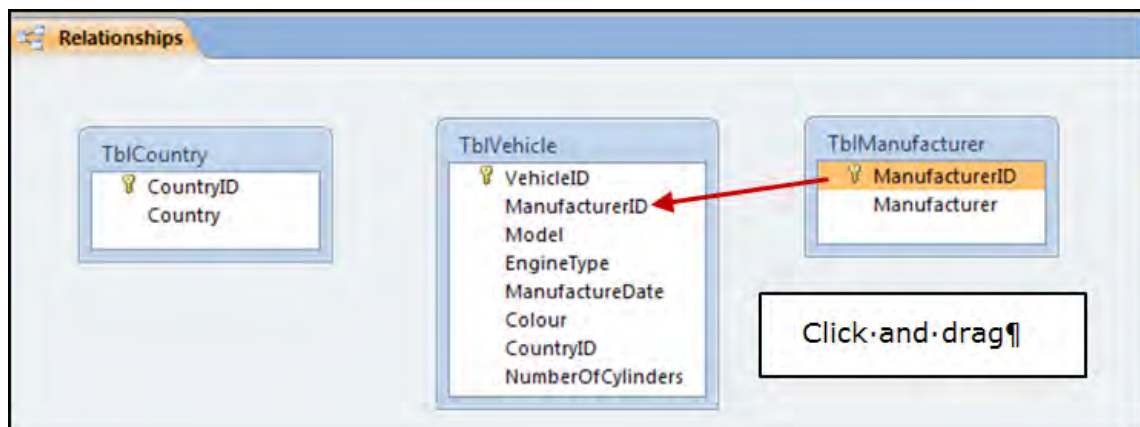 Relationships
TblCountry
CountryID
Country
TblVehicle
VehicleID
ManufacturerID
Model
EngineType
ManufactureDate
Colour
CountryID
NumberOfCylinders
TblManufacturer
ManufacturerID
Manufacturer
Click·and·drag¶